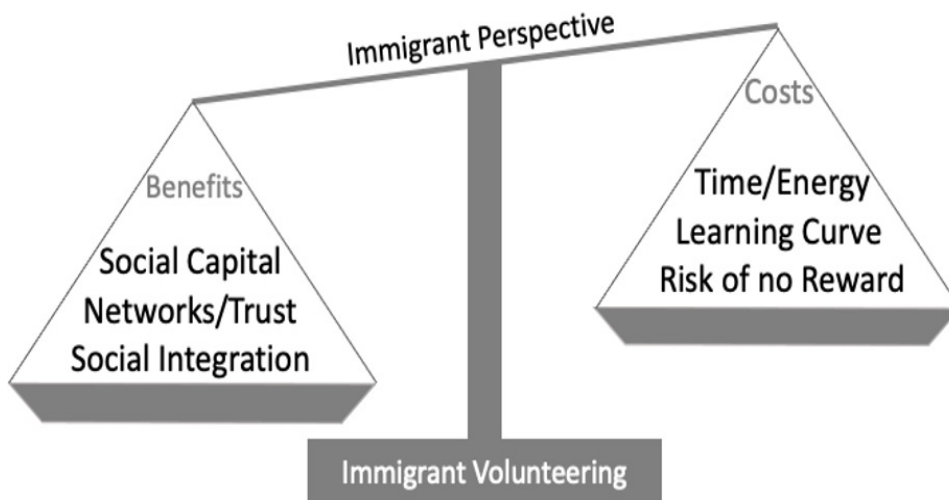 Immigrant Perspective
Costs
Time/Energy
Learning Curve
Risk of no Reward
Benefits
Social Capital
Networks/Trust
Social Integration
Immigrant Volunteering